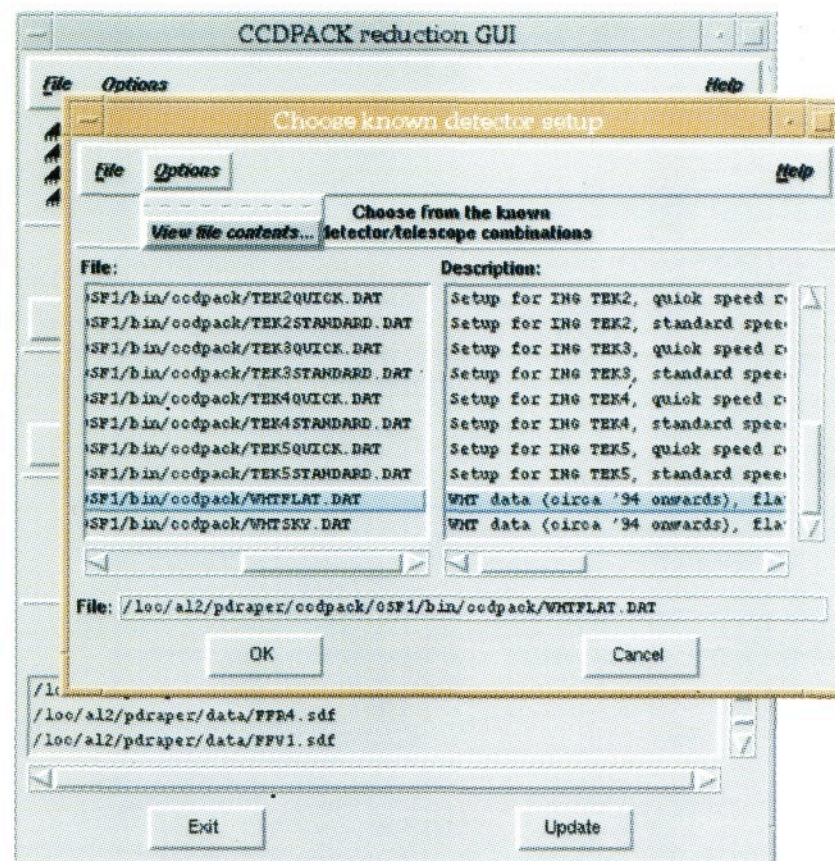 CCDPACK reduction GUI
File Options Help
Choose known detector setup
File Options Help
View file contents...
Choose from the known
detector/telescope combinations
File:
SF1/bin/ccdpack/TEK2QUICK.DAT
SF1/bin/ccdpack/TEK2STANDARD.DAT
SF1/bin/ccdpack/TEK3QUICK.DAT
SF1/bin/ccdpack/TEK3STANDARD.DAT
SF1/bin/ccdpack/TEK4QUICK.DAT
SF1/bin/ccdpack/TEK4STANDARD.DAT
SF1/bin/ccdpack/TEK5QUICK.DAT
SF1/bin/ccdpack/TEK5STANDARD.DAT
SF1/bin/ccdpack/WHTFLAT.DAT
SF1/bin/ccdpack/WHTSKY.DAT
Description:
Setup for ING TEK2, quick speed r
Setup for ING TEK2, standard spee
Setup for ING TEK3, quick speed r
Setup for ING TEK3, standard spee
Setup for ING TEK4, quick speed r
Setup for ING TEK4, standard spee
Setup for ING TEK5, quick speed r
Setup for ING TEK5, standard spee
WHT data (circa '94 onwards), fla
WHT data (circa '94 onwards), fla
File: /loc/al2/pdraper/ccdpack/OSF1/bin/ccdpack/WHTFLAT.DAT
OK Cancel
/loc/al2/pdraper/data/FFR4.sdf
/loc/al2/pdraper/data/FFV1.sdf
Exit Update